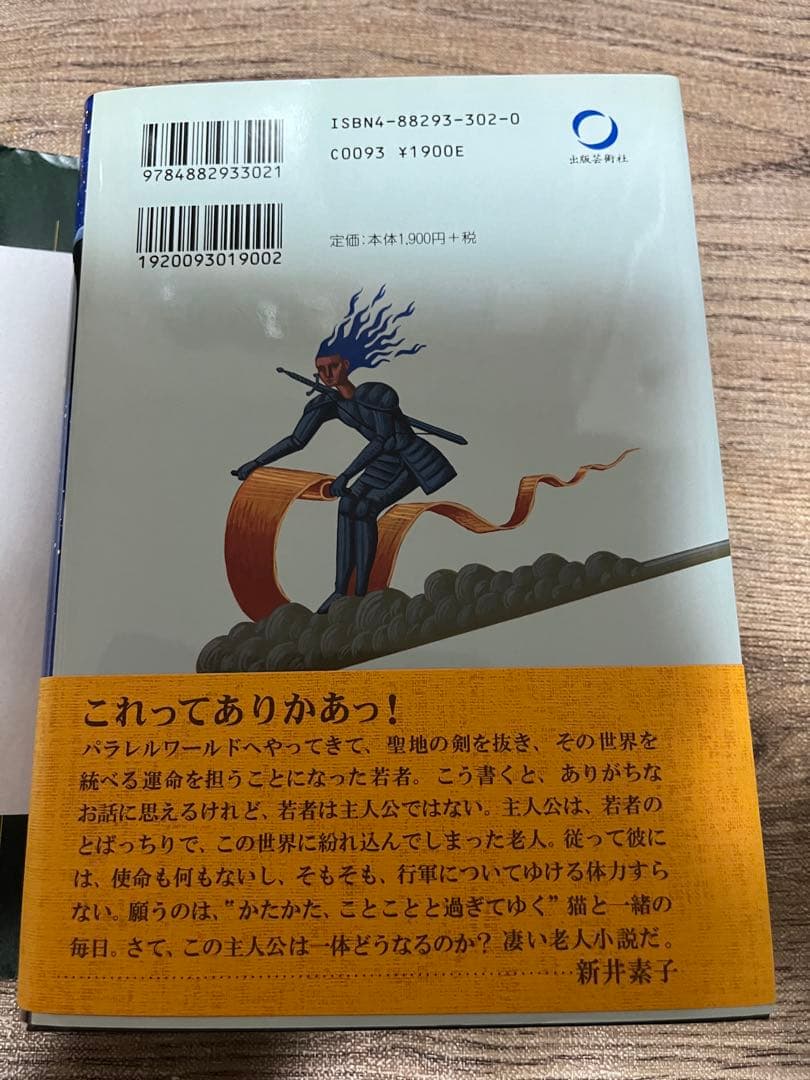 ISBN4-88293-302-0
C0093 ¥1900E
9784882933021
出版芸術社
1920093019002
定価:本体1,900円+税
これってありかあっ!
パラレルワールドへやってきて、聖地の剣を抜き、その世界を
統べる運命を担うことになった若者。こう書くと、ありがちな
お話に思えるけれど、若者は主人公ではない。主人公は、若者の
とばっちりで、この世界に紛れ込んでしまった老人。従って彼に
は、使命も何もないし、そもそも、行軍についてゆける体力すら
ない。願うのは、"かたかた、ことことと過ぎてゆく"猫と一緒の
毎日。さて、この主人公は一体どうなるのか? 凄い老人小説だ。
新井素子